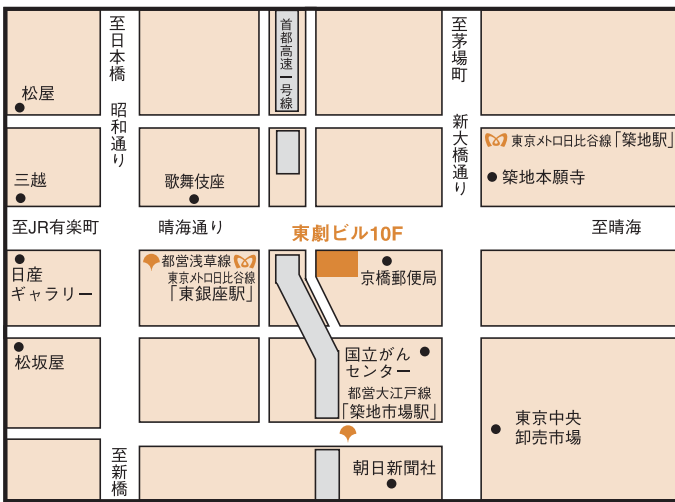 至日本橋
昭和通り
首都高速一号線
至茅場町
新大橋通り
松屋
東京メトロ日比谷線「築地駅」
三越
歌舞伎座
築地本願寺
至JR有楽町
晴海通り
東劇ビル10F
至晴海
日産
ギャラリー
都営浅草線
東京メトロ日比谷線
「東銀座駅」
京橋郵便局
松坂屋
国立がん
センター
都営大江戸線
「築地市場駅」
東京中央
卸売市場
至新橋
朝日新聞社